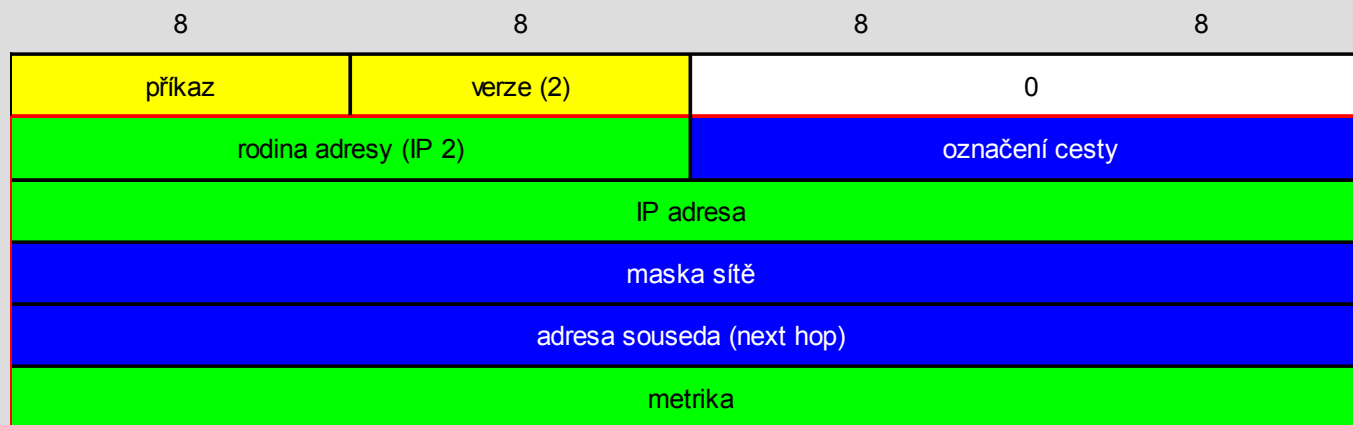 8 8 8 8
příkaz verze (2) 0
rodina adresy (IP 2) označení cesty
IP adresa
maska sítě
adresa souseda (next hop)
metrika